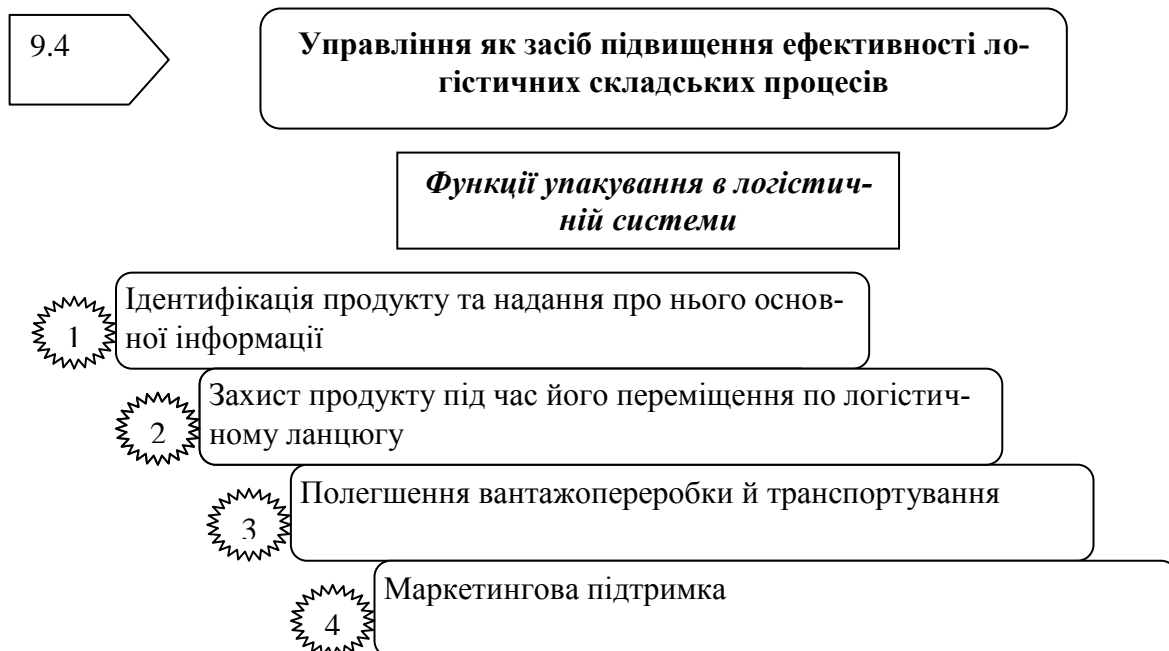 9.4
Управління як засіб підвищення ефективності ло-
гістичних складських процесів
Функції упакування в логістич-
ній системи
1
Ідентифікація продукту та надання про нього основ-
ної інформації
2
Захист продукту під час його переміщення по логістич-
ному ланцюгу
3
Полегшення вантажопереробки й транспортування
4
Маркетингова підтримка